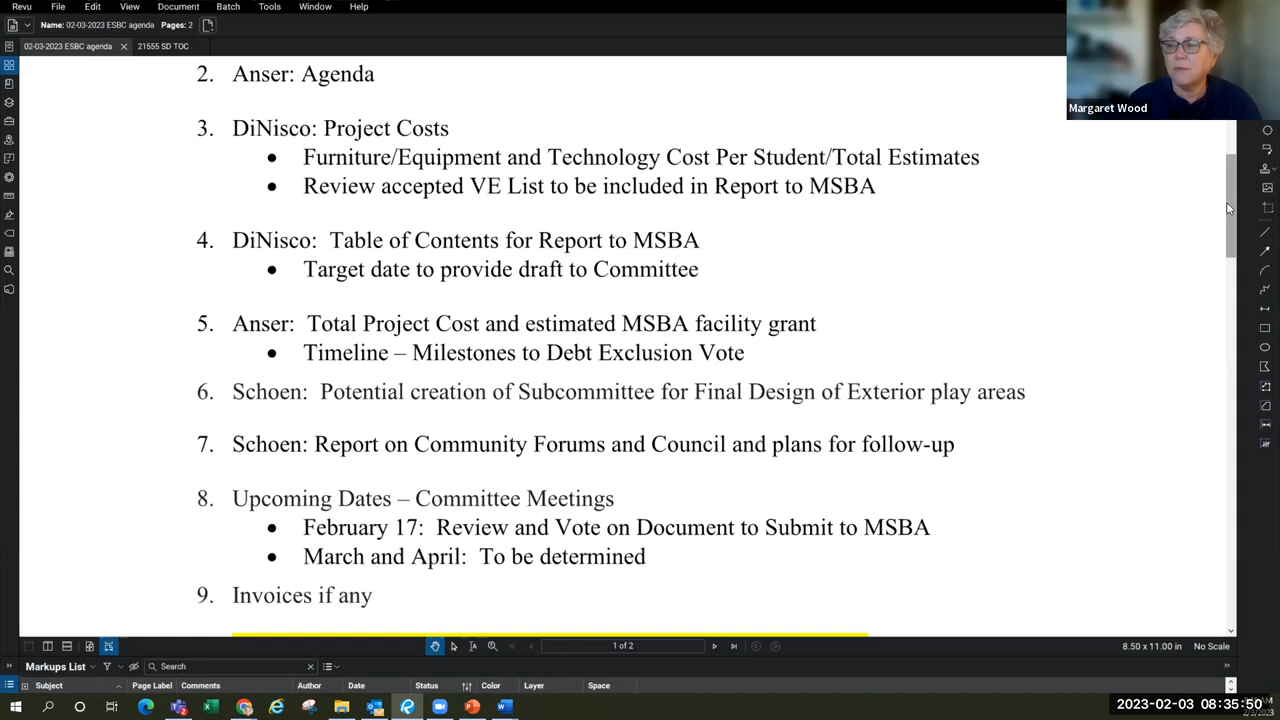 Revu File Edit View Document Batch Tools Window Help
Name: 02-03-2023 ESBC agenda Pages: 2
02-03-2023 ESBC agenda
21555 SD TOC
Margaret Wood
2. Anser: Agenda
3. DiNisco: Project Costs
• Furniture/Equipment and Technology Cost Per Student/Total Estimates
• Review accepted VE List to be included in Report to MSBA
4. DiNisco: Table of Contents for Report to MSBA
• Target date to provide draft to Committee
5. Anser: Total Project Cost and estimated MSBA facility grant
• Timeline – Milestones to Debt Exclusion Vote
6. Schoen: Potential creation of Subcommittee for Final Design of Exterior play areas
7. Schoen: Report on Community Forums and Council and plans for follow-up
8. Upcoming Dates – Committee Meetings
• February 17: Review and Vote on Document to Submit to MSBA
• March and April: To be determined
9. Invoices if any
1 of 2
8.50 x 11.00 in No Scale
Markups List
Search
Subject Page Label Comments Author Date Status Color Layer Space
2023-02-03 08:35:50